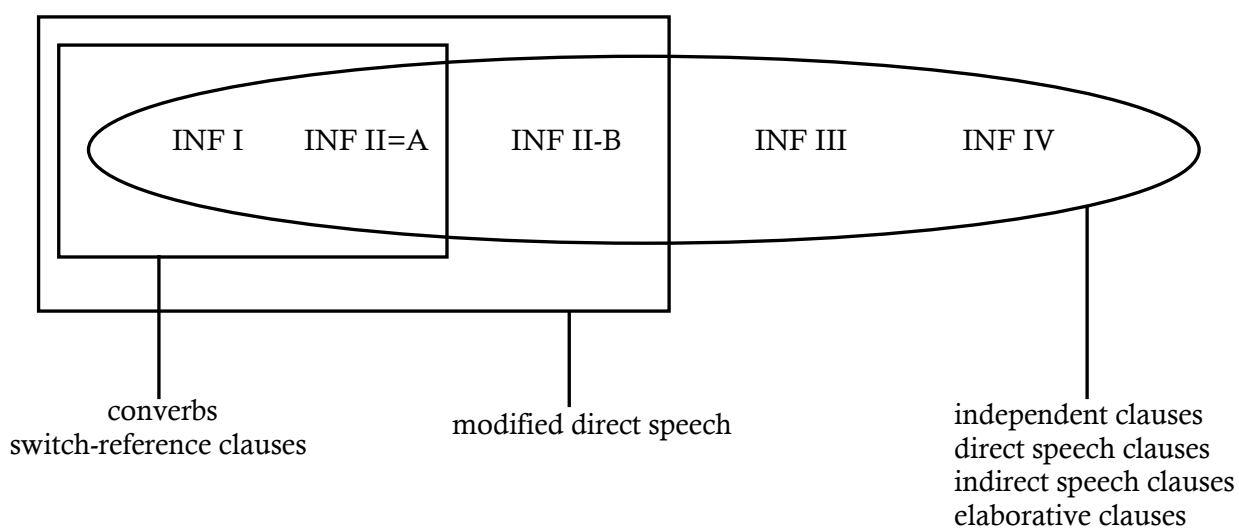 INF I INF II=A INF II-B INF III INF IV
converbs
switch-reference clauses
modified direct speech
independent clauses
direct speech clauses
indirect speech clauses
elaborative clauses